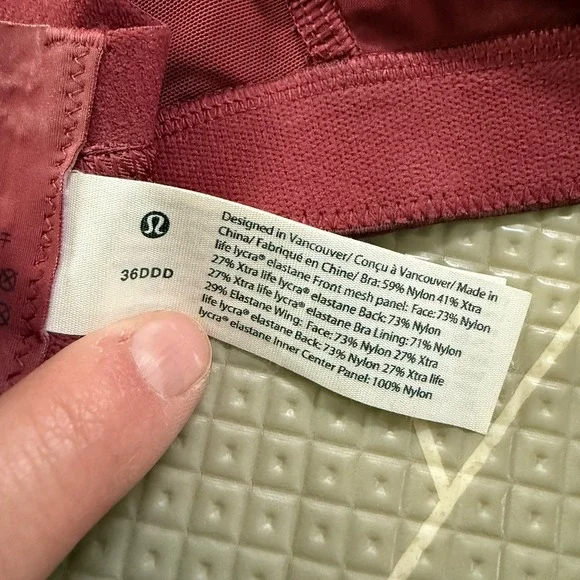 36DDD
Designed in Vancouver/ Conçu à Vancouver/ Made in
China/ Fabriqué en Chine/ Bra: 59% Nylon 41% Xtra
life lycra® elastane Front mesh panel: Face:73% Nylon
27% Xtra life lycra® elastane Back:73% Nylon
27% Xtra life lycra® elastane Bra Lining: 71% Nylon
29% Elastane Wing: Face: 73% Nylon 27% Xtra
life lycra® elastane Back: 73% Nylon 27% Xtra life
lycra® elastane Inner Center Panel: 100% Nylon